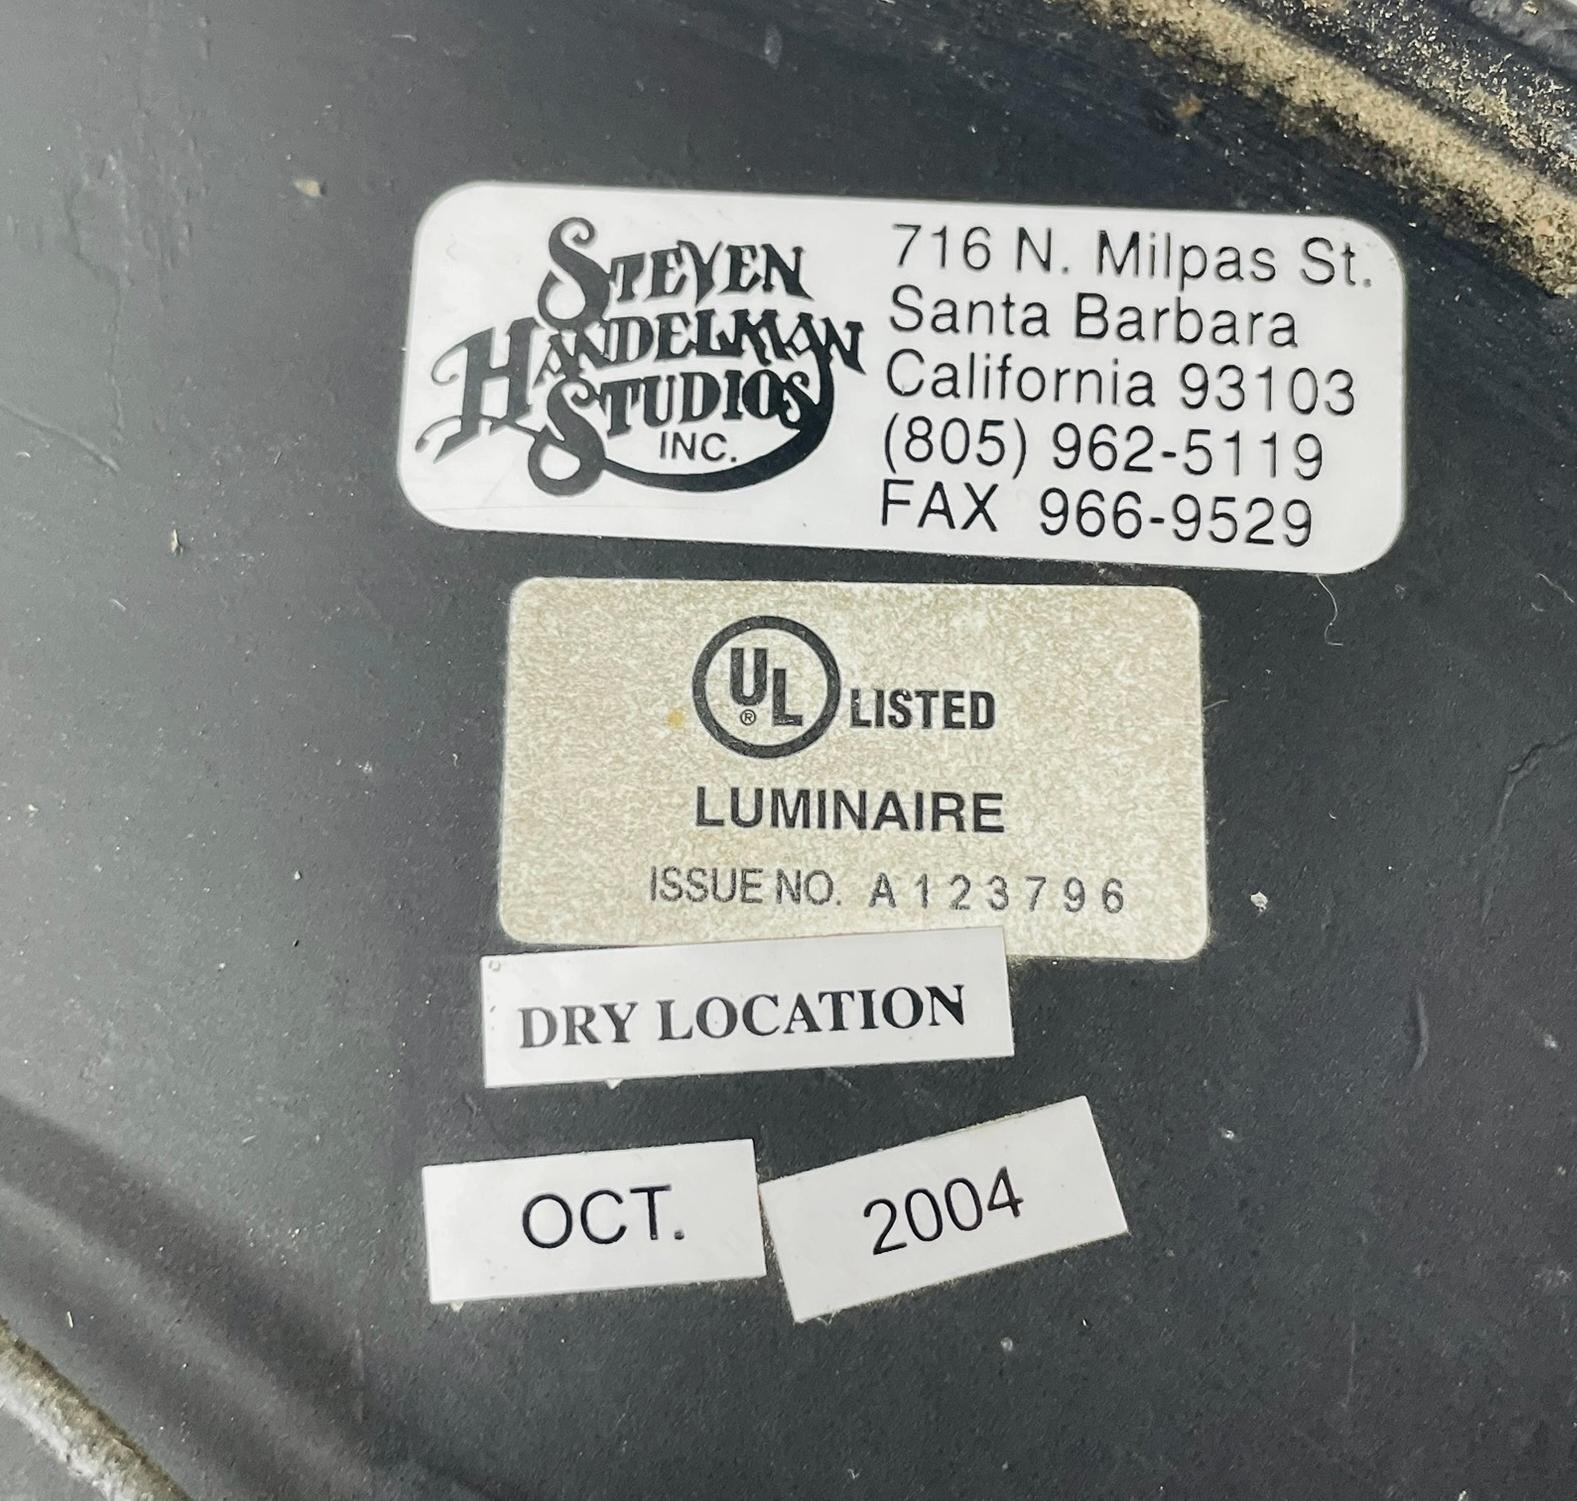 STEVEN
HANDELMAN
STUDIOS
INC.
716 N. Milpas St.
Santa Barbara
California 93103
(805) 962-5119
FAX 966-9529
UL® LISTED
LUMINAIRE
ISSUE NO. A123796
DRY LOCATION
OCT. 2004